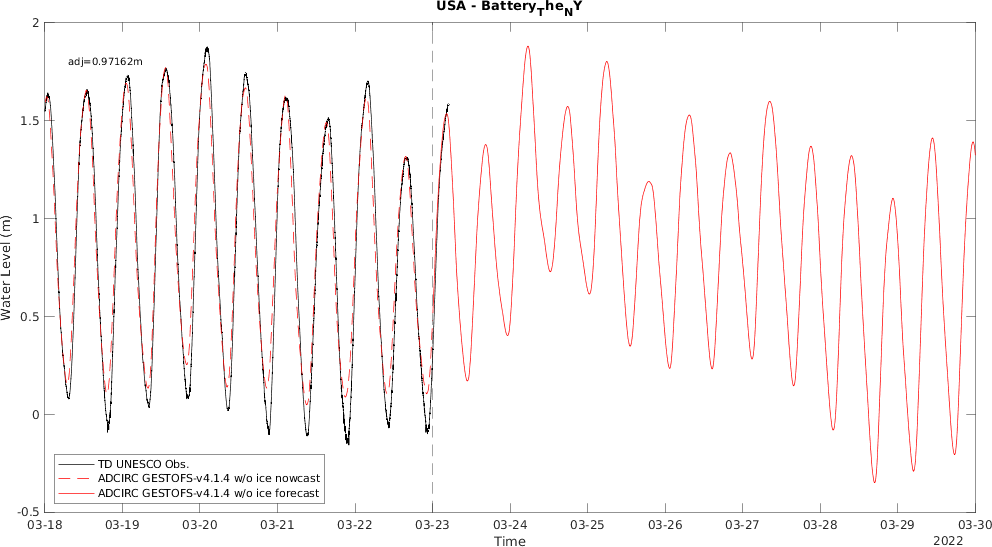 USA - BatteryTheNY
adj=0.97162m
2
1.5
1
0.5
0
-0.5
Water Level (m)
TD UNESCO Obs.
ADCIRC GESTOFS-v4.1.4 w/o ice nowcast
ADCIRC GESTOFS-v4.1.4 w/o ice forecast
03-18 03-19 03-20 03-21 03-22 03-23 03-24 03-25 03-26 03-27 03-28 03-29 03-30
Time
2022